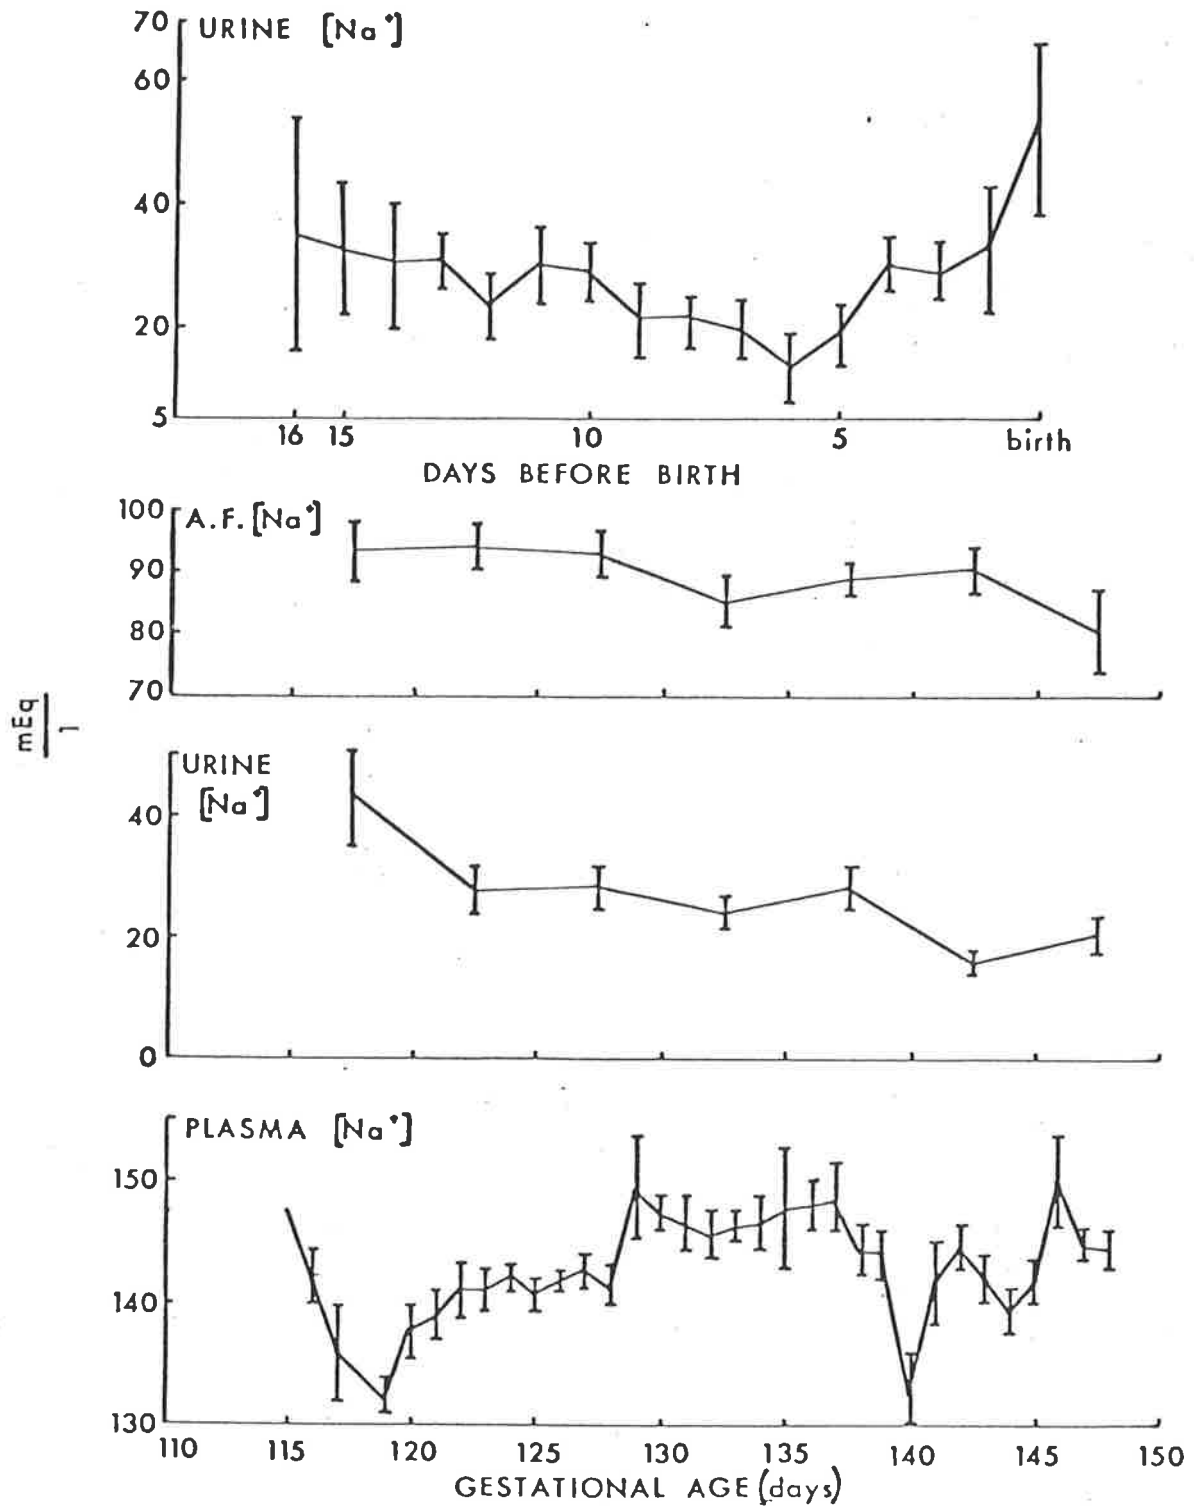 70 URINE [Na+]
60
40
20
5
16 15 10 5 birth
DAYS BEFORE BIRTH
100 A.F.[Na+]
90
80
70
mEq
l
URINE
40 [Na+]
20
0
PLASMA [Na+]
150
140
130
110 115 120 125 130 135 140 145 150
GESTATIONAL AGE (days)